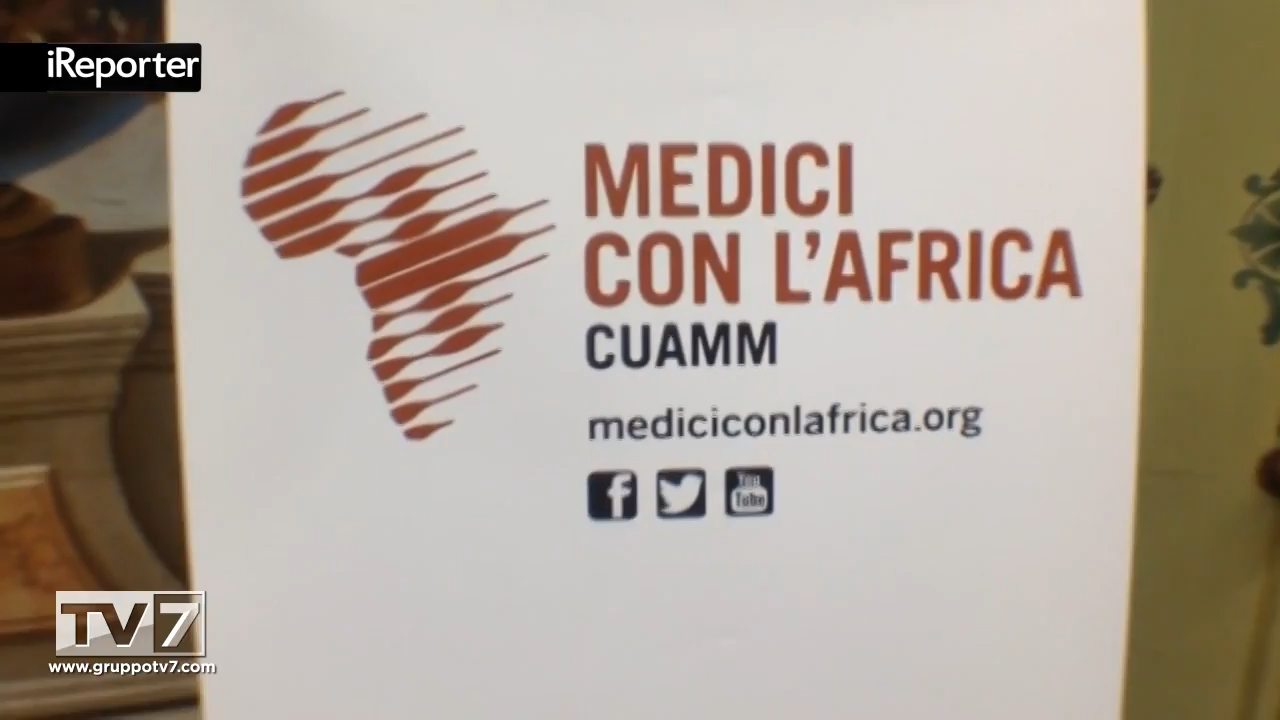 iReporter
MEDICI
CON L'AFRICA
CUAMM
mediciconlafrica.org
f
You
Tube
TV7
www.gruppotv7.com